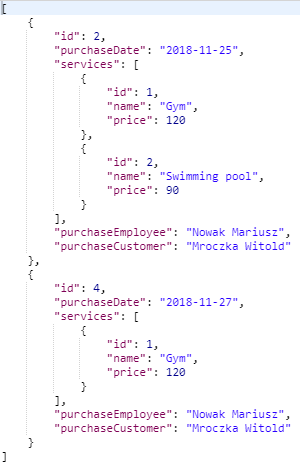 [
    {
        "id": 2,
        "purchaseDate": "2018-11-25",
        "services": [
            {
                "id": 1,
                "name": "Gym",
                "price": 120
            },
            {
                "id": 2,
                "name": "Swimming pool",
                "price": 90
            }
        ],
        "purchaseEmployee": "Nowak Mariusz",
        "purchaseCustomer": "Mroczka Witold"
    },
    {
        "id": 4,
        "purchaseDate": "2018-11-27",
        "services": [
            {
                "id": 1,
                "name": "Gym",
                "price": 120
            }
        ],
        "purchaseEmployee": "Nowak Mariusz",
        "purchaseCustomer": "Mroczka Witold"
    }
]